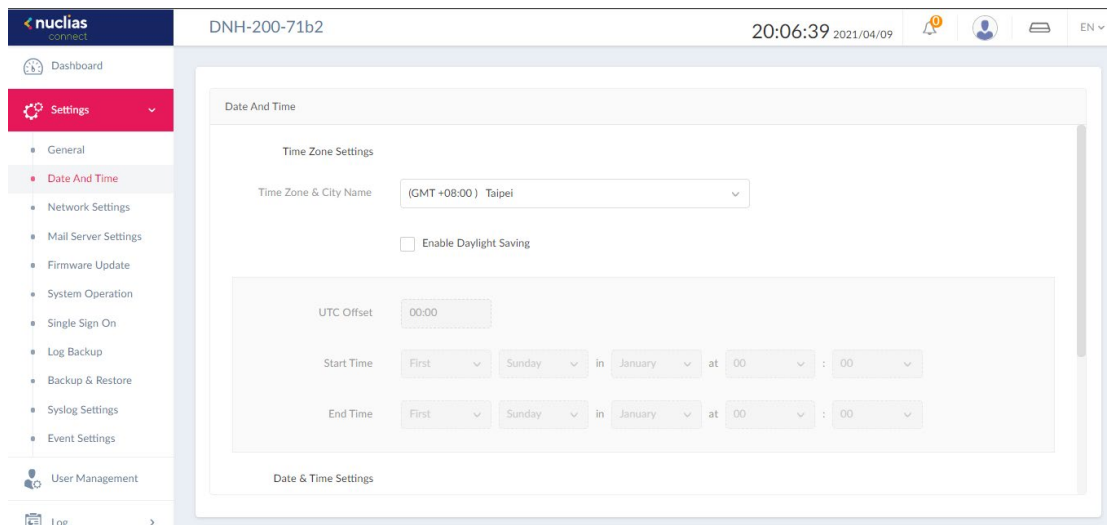 nuclias
connect
DNH-200-71b2
20:06:39 2021/04/09
0
EN
Dashboard
Settings
General
Date And Time
Network Settings
Mail Server Settings
Firmware Update
System Operation
Single Sign On
Log Backup
Backup & Restore
Syslog Settings
Event Settings
User Management
Log
Date And Time
Time Zone Settings
Time Zone & City Name (GMT +08:00 ) Taipei
Enable Daylight Saving
UTC Offset 00:00
Start Time First Sunday in January at 00 : 00
End Time First Sunday in January at 00 : 00
Date & Time Settings